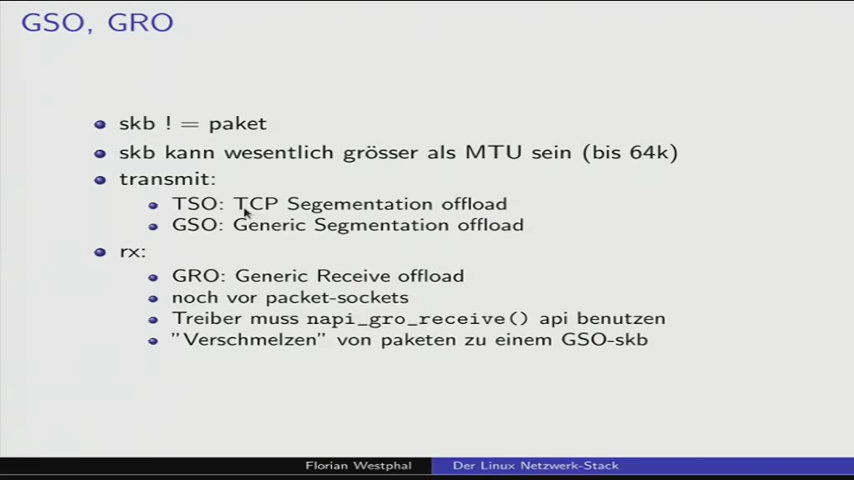 GSO, GRO
skb ! = paket
skb kann wesentlich grösser als MTU sein (bis 64k)
transmit:
TSO: TCP Segementation offload
GSO: Generic Segmentation offload
rx:
GRO: Generic Receive offload
noch vor packet-sockets
Treiber muss napi_gro_receive() api benutzen
"Verschmelzen" von paketen zu einem GSO-skb
Florian Westphal Der Linux Netzwerk-Stack